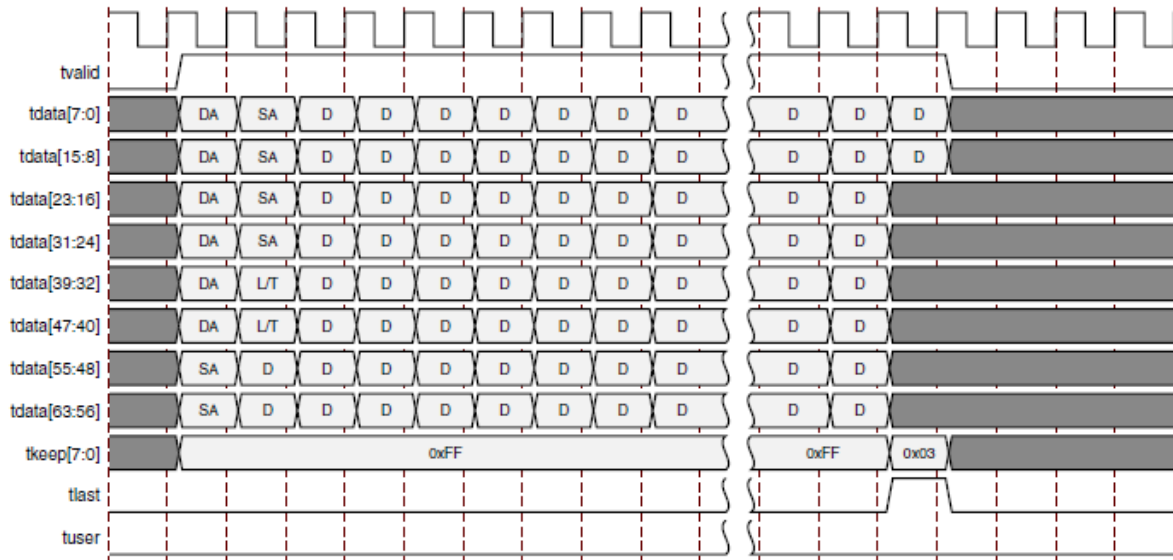 tvalid
tdata[7:0] DA SA D D D D D D D D D D
tdata[15:8] DA SA D D D D D D D D D D
tdata[23:16] DA SA D D D D D D D D D
tdata[31:24] DA SA D D D D D D D D D
tdata[39:32] DA L/T D D D D D D D D D
tdata[47:40] DA L/T D D D D D D D D D
tdata[55:48] SA D D D D D D D D D D
tdata[63:56] SA D D D D D D D D D D
tkeep[7:0] 0xFF 0xFF 0x03
tlast
tuser